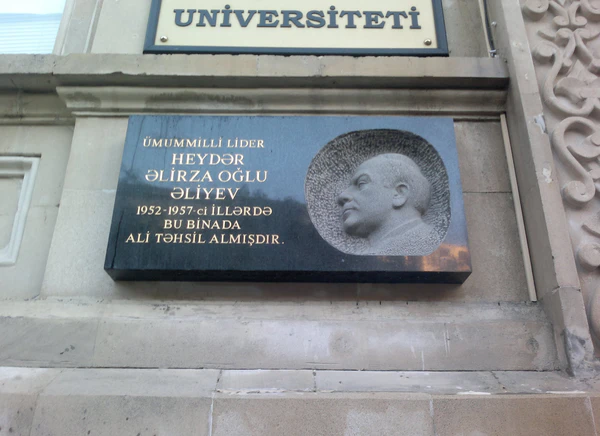 UNİVERSİTETİ
ÜMUMMİLLİ LİDER
HEYDƏR
ƏLİRZA OĞLU
ƏLİYEV
1952-1957-ci İLLƏRDƏ
BU BİNADA
ALİ TƏHSİL ALMIŞDIR.